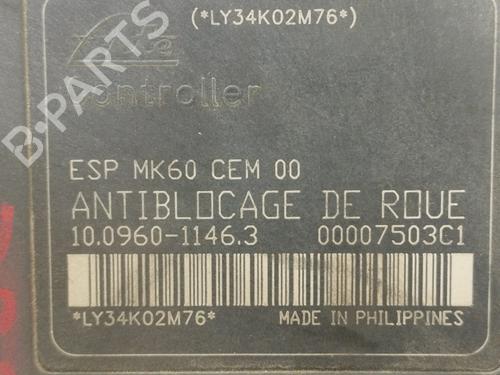 (*LY34K02M76*)
controller
ESP MK60 CEM 00
ANTIBLOCAGE DE ROUE
10.0960-1146.3 00007503C1
*LY34K02M76* MADE IN PHILIPPINES
B-PARTS